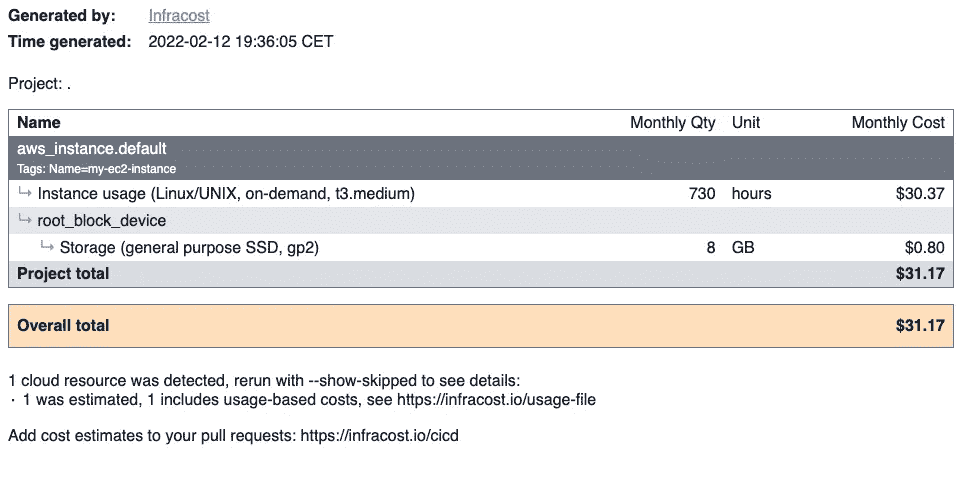 Generated by: Infracost
Time generated: 2022-02-12 19:36:05 CET
Project: .
Name Monthly Qty Unit Monthly Cost
aws_instance.default
Tags: Name=my-ec2-instance
Instance usage (Linux/UNIX, on-demand, t3.medium) 730 hours $30.37
root_block_device
Storage (general purpose SSD, gp2) 8 GB $0.80
Project total $31.17
Overall total $31.17
1 cloud resource was detected, rerun with --show-skipped to see details:
· 1 was estimated, 1 includes usage-based costs, see https://infracost.io/usage-file
Add cost estimates to your pull requests: https://infracost.io/cicd